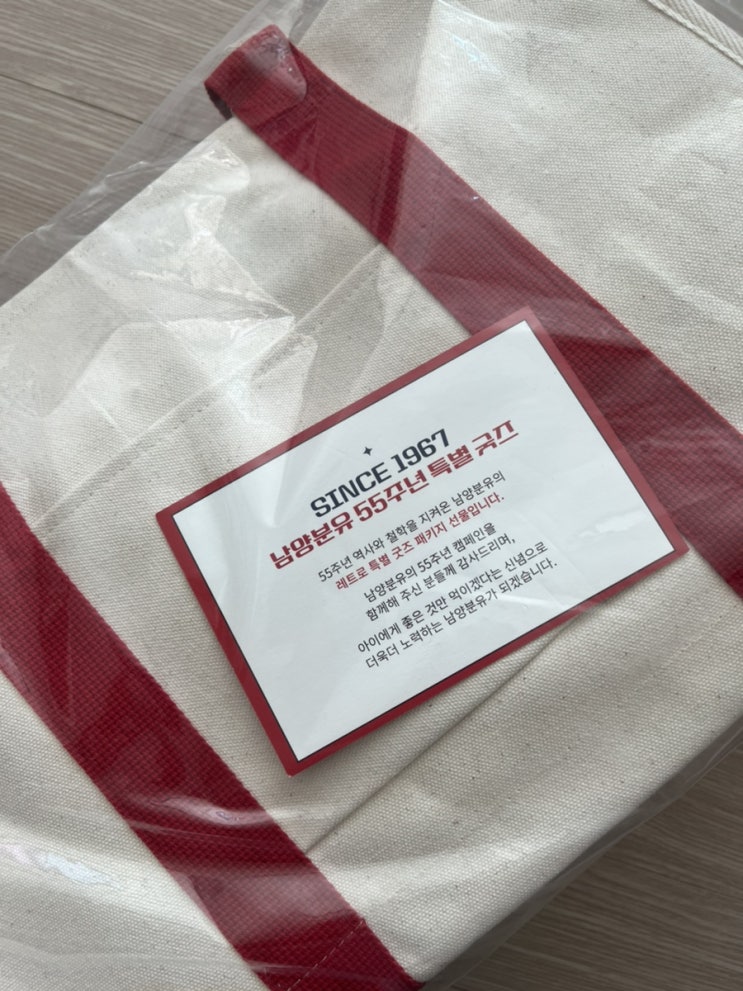 SINCE 1967
남양분유 55주년 특별 굿즈
55주년 역사와 철학을 지켜온 남양분유의
레트로 특별 굿즈 패키지 선물입니다.
남양분유의 55주년 캠페인을
함께해 주신 분들께 감사드리며,
아이에게 좋은 것만 먹이겠다는 신념으로
더욱더 노력하는 남양분유가 되겠습니다.